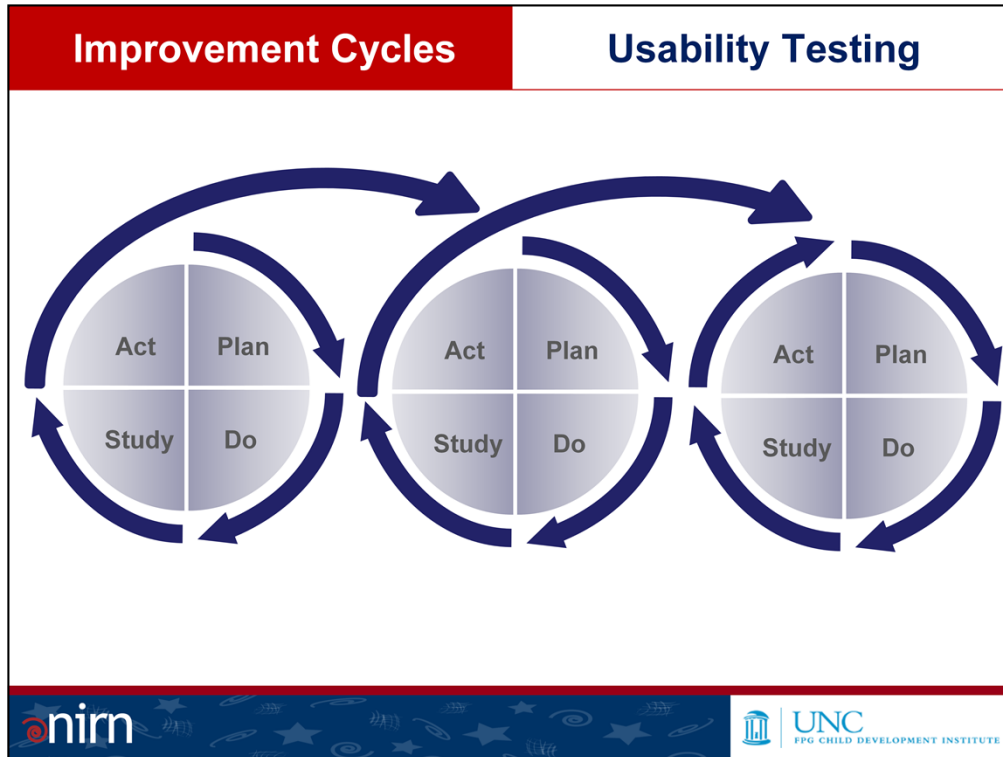 Improvement Cycles
Usability Testing
Act Plan
Study Do
Act Plan
Study Do
Act Plan
Study Do
nirn
UNC
FPG CHILD DEVELOPMENT INSTITUTE